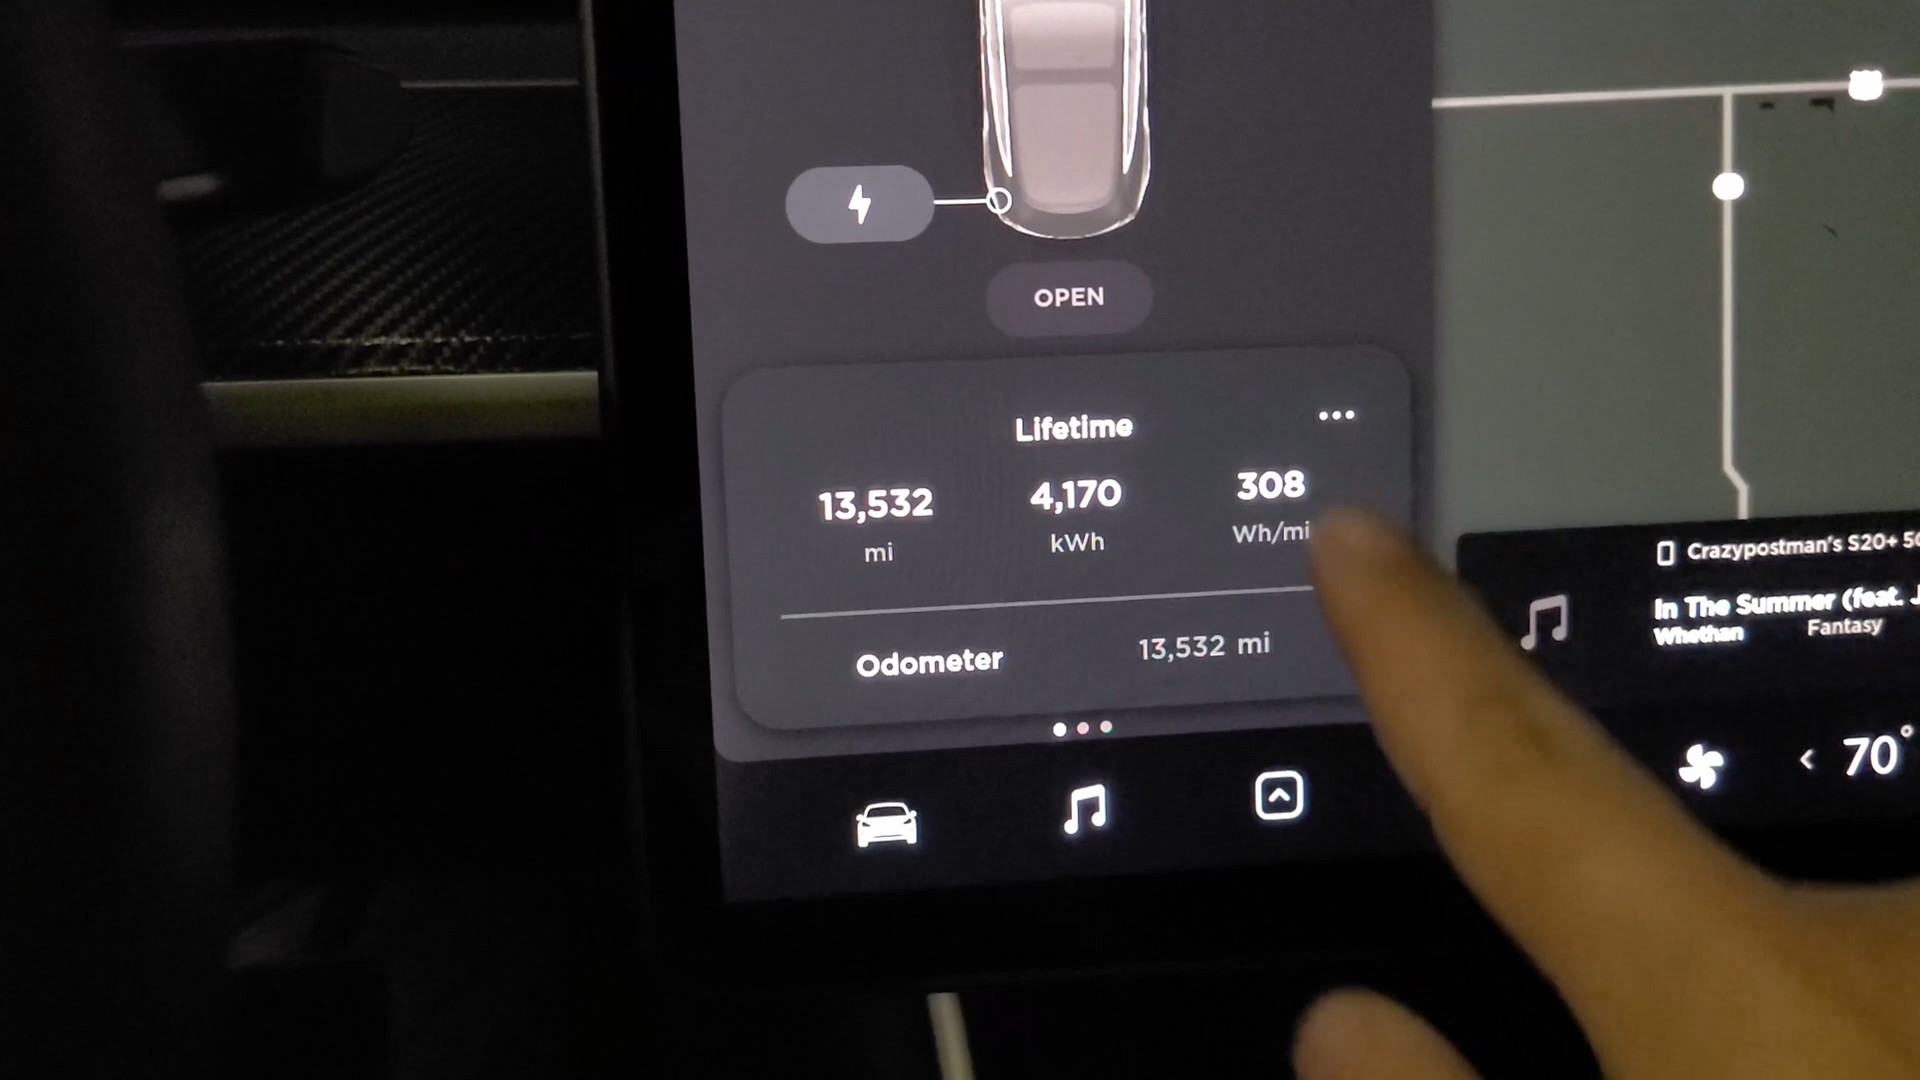 OPEN
Lifetime
13,532 4,170 308
mi kWh Wh/mi
Odometer 13,532 mi
Crazypostman's S20+
In The Summer (feat.
Whethan Fantasy
70°